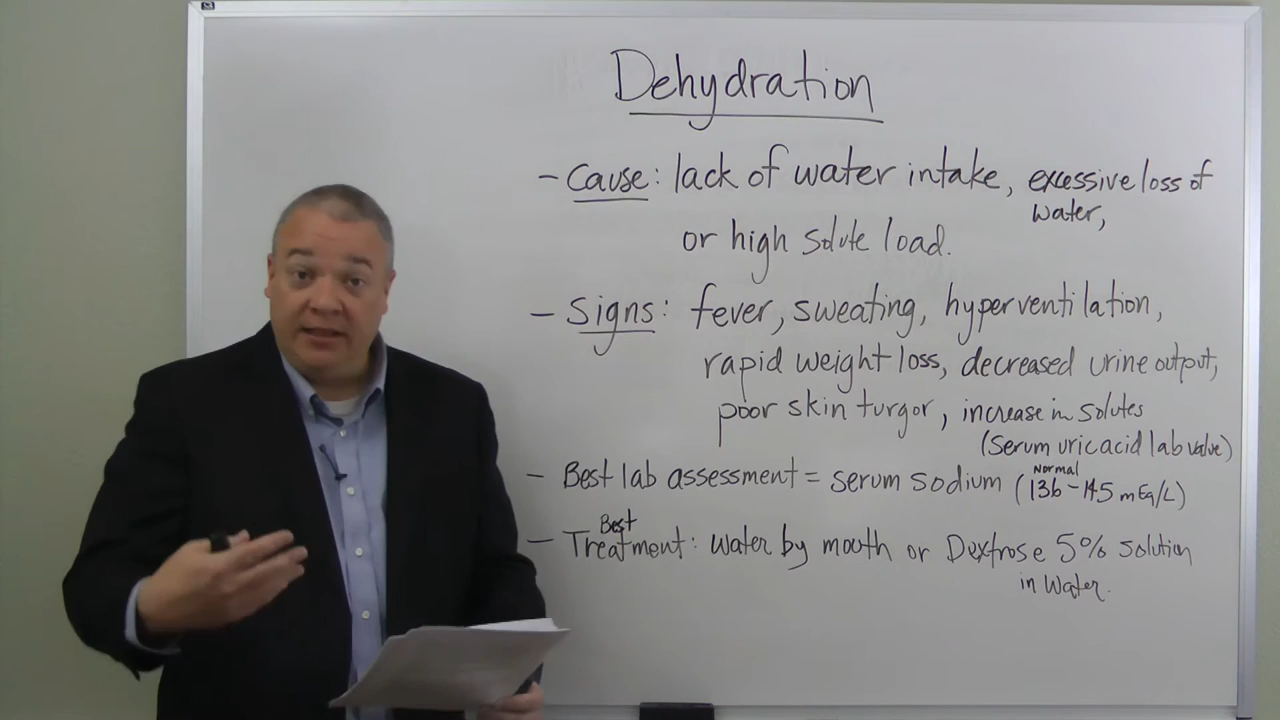 Dehydration
- Cause: lack of water intake, excessive loss of
water,
or high solute load.
- Signs: fever, sweating, hyperventilation,
rapid weight loss, decreased urine output,
poor skin turgor, increase in solutes
(Serum uric acid lab value)
- Best lab assessment = serum sodium (136-145 mEq/L)
Normal
- Treatment: water by mouth or Dextrose 5% solution
Best
in water.